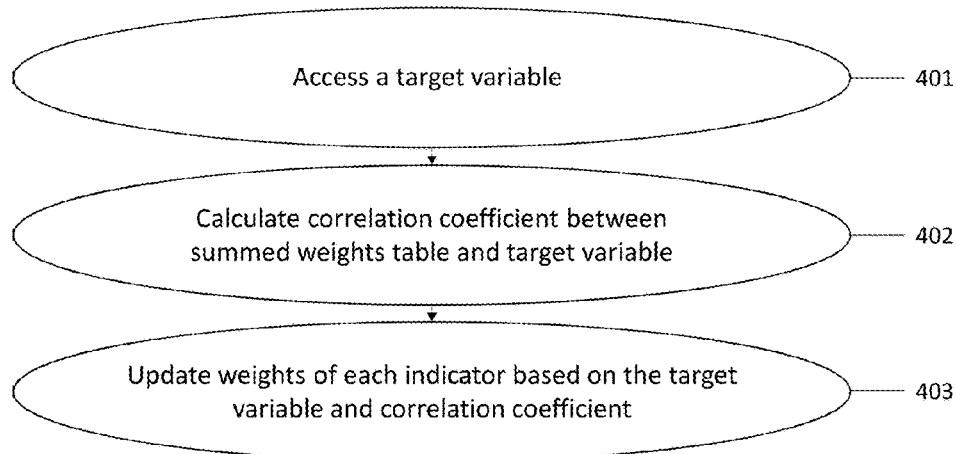 Access a target variable
401
Calculate correlation coefficient between
summed weights table and target variable
402
Update weights of each indicator based on the target
variable and correlation coefficient
403